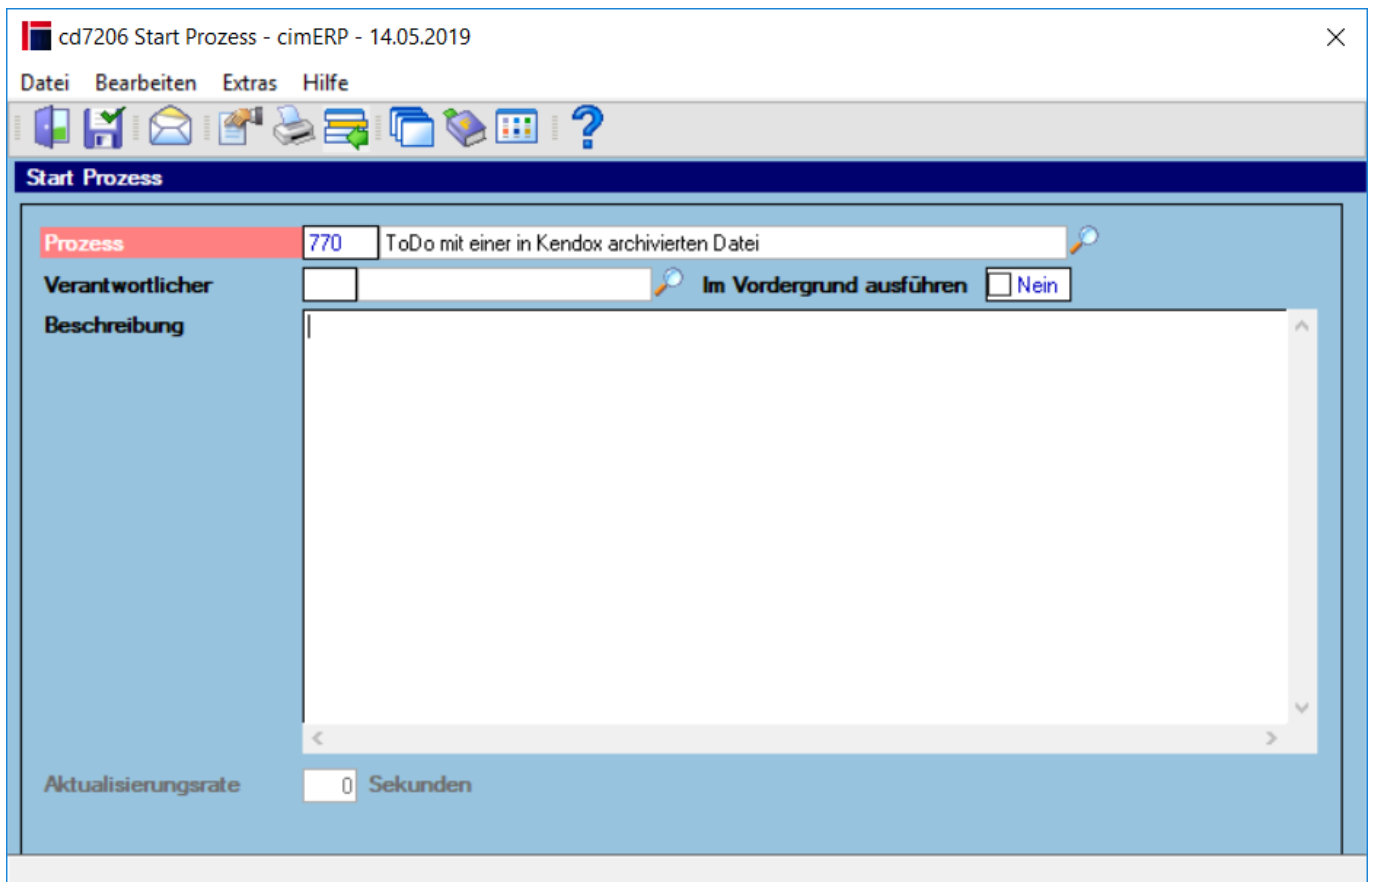 cd7206 Start Prozess - cimERP - 14.05.2019
Datei Bearbeiten Extras Hilfe
Start Prozess
Prozess 770 ToDo mit einer in Kendox archivierten Datei
Verantwortlicher Im Vordergrund ausführen Nein
Beschreibung
Aktualisierungsrate 0 Sekunden